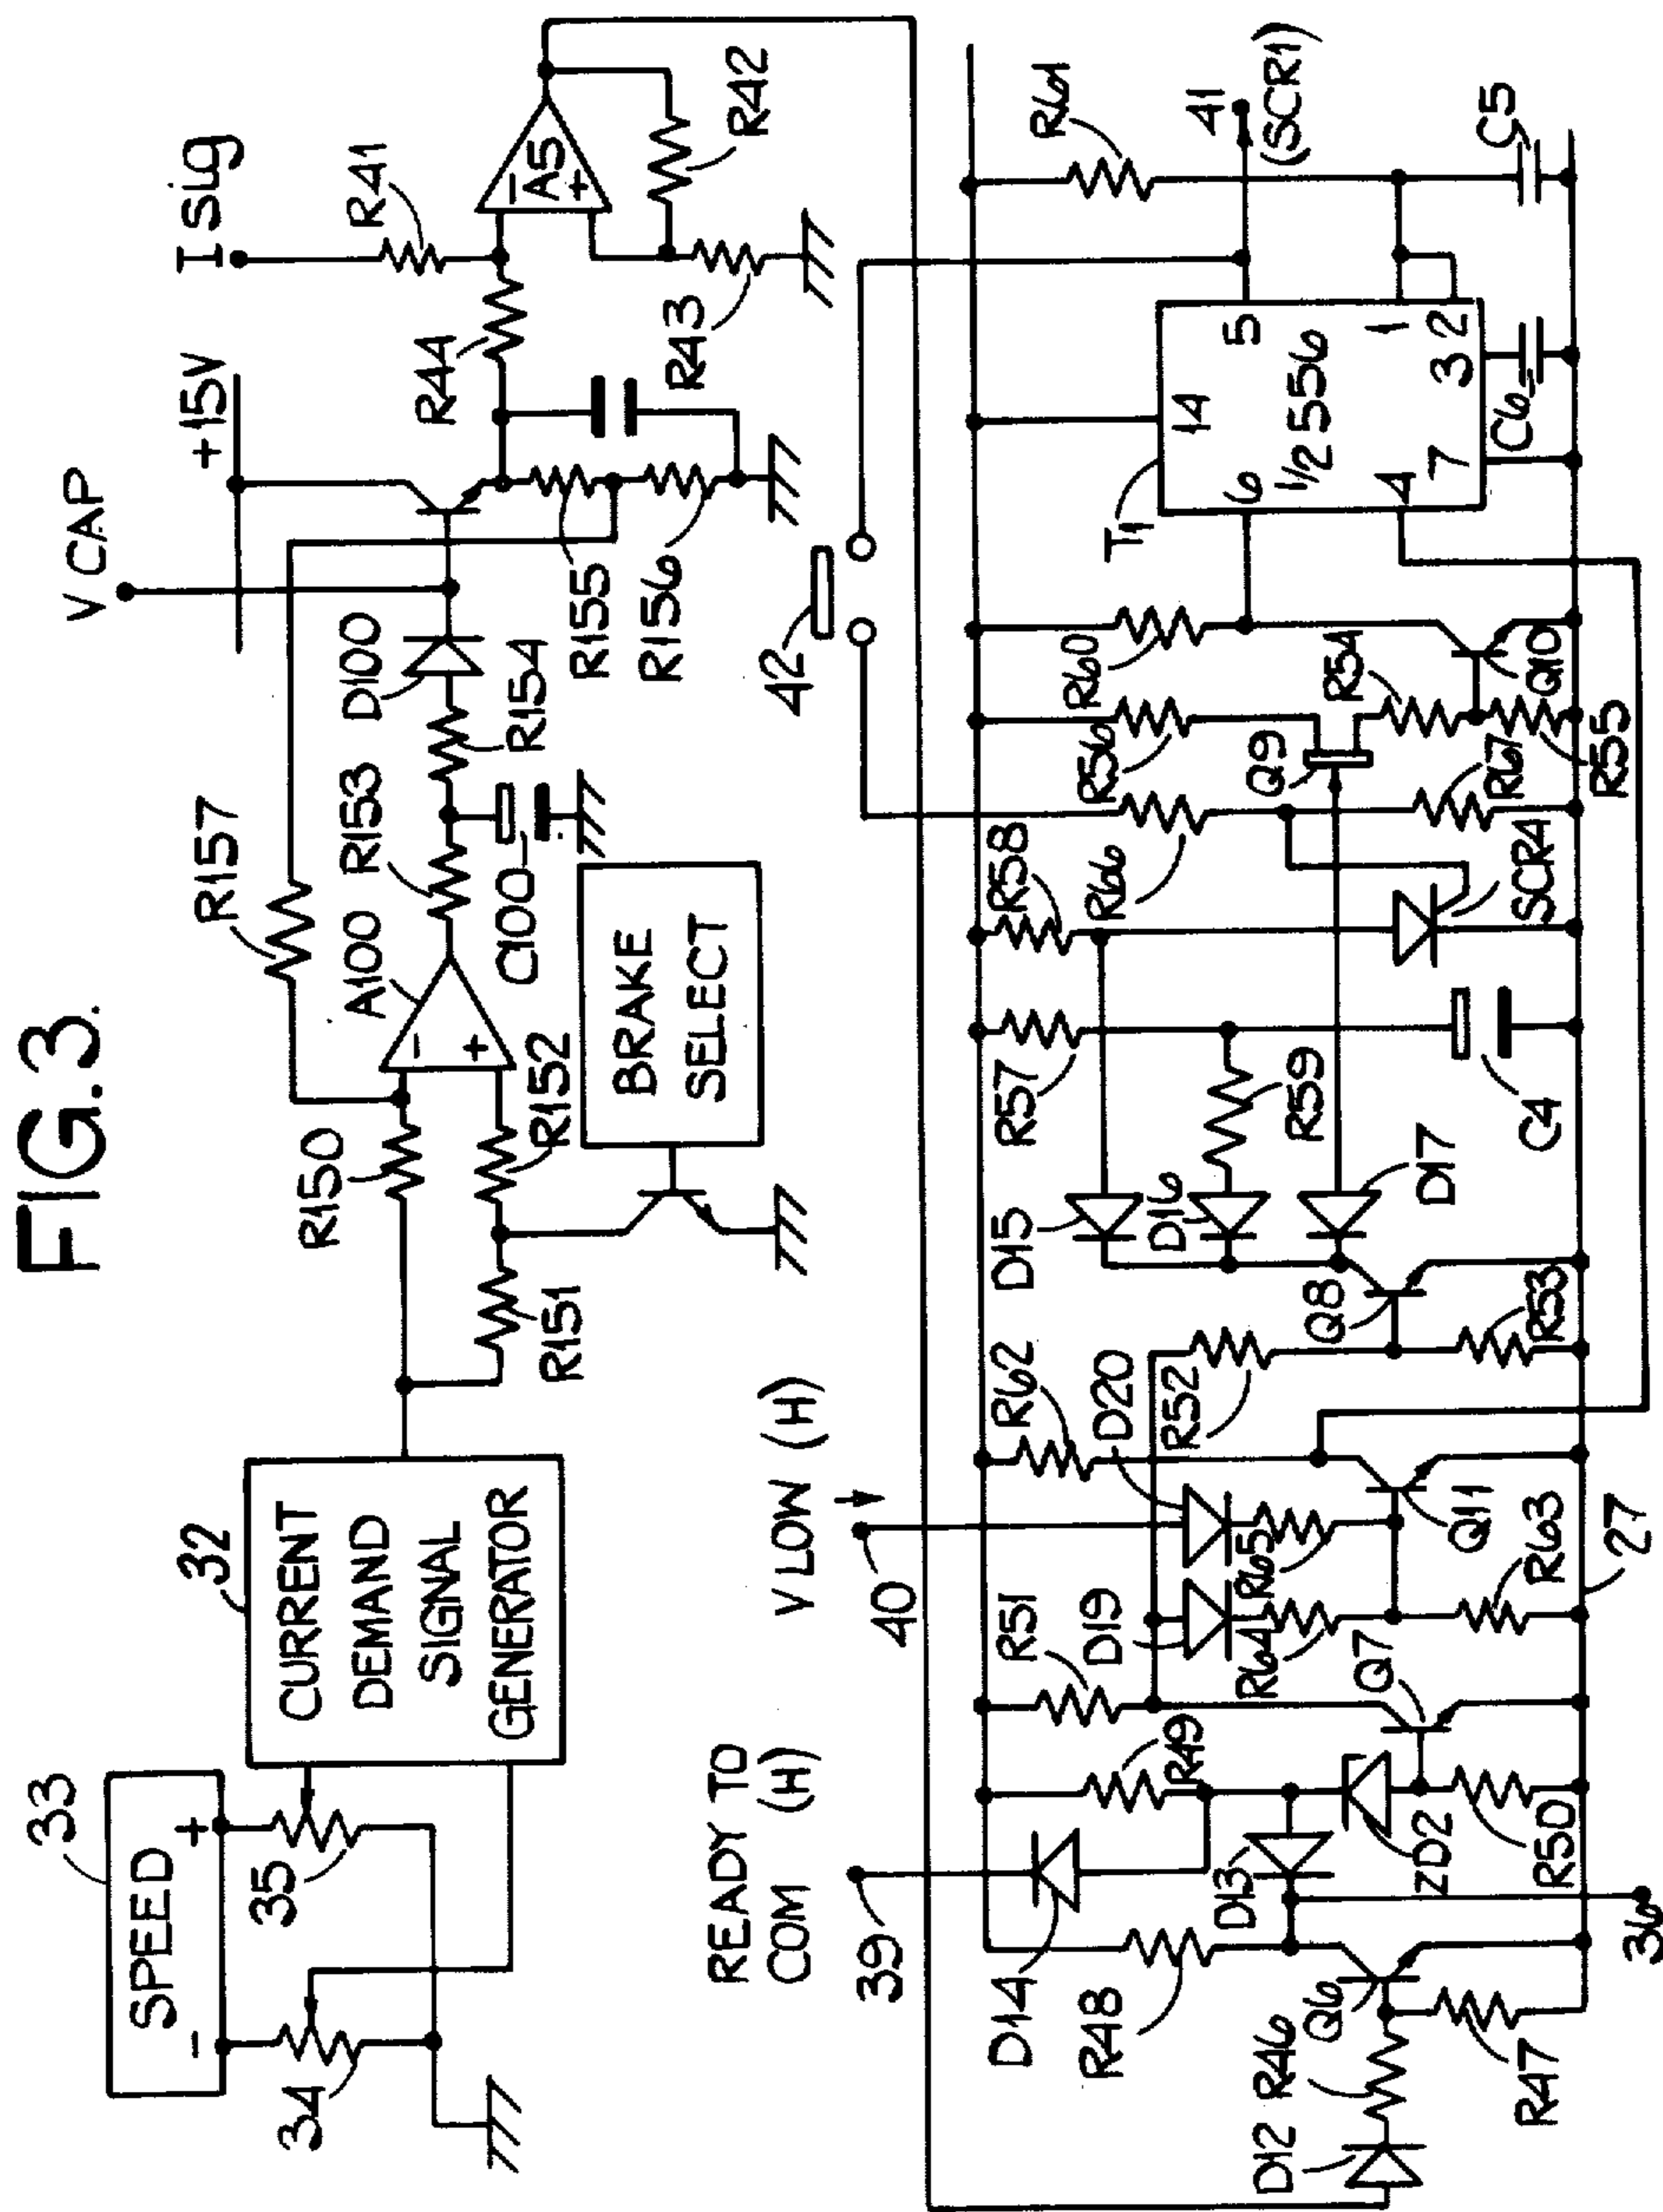 FIG.3.
33
SPEED
-
+
34
35
32
CURRENT
DEMAND
SIGNAL
GENERATOR
R150
R151
R152
R157
A100
-
+
R153
C100
BRAKE
SELECT
D100
R154
V CAP
+15V
R155
R156
R44
I sig
R41
-
A5
+
R42
R43
READY TO
COM (H)
39
V LOW (H)
40
42
D14
R48
D12
R46
Q6
R47
36
D13
R49
ZD2
R50
R51
D19
R64
Q7
D20
R65
R62
Q11
R63
27
R52
Q8
R53
D15
D16
D17
R57
R59
C4
R58
R66
SCR4
R67
R56
Q9
R54
R55
R60
Q10
T1
14
6
5
1/2 556
4
1
2
7
3
C6
R61
41
(SCR1)
C5